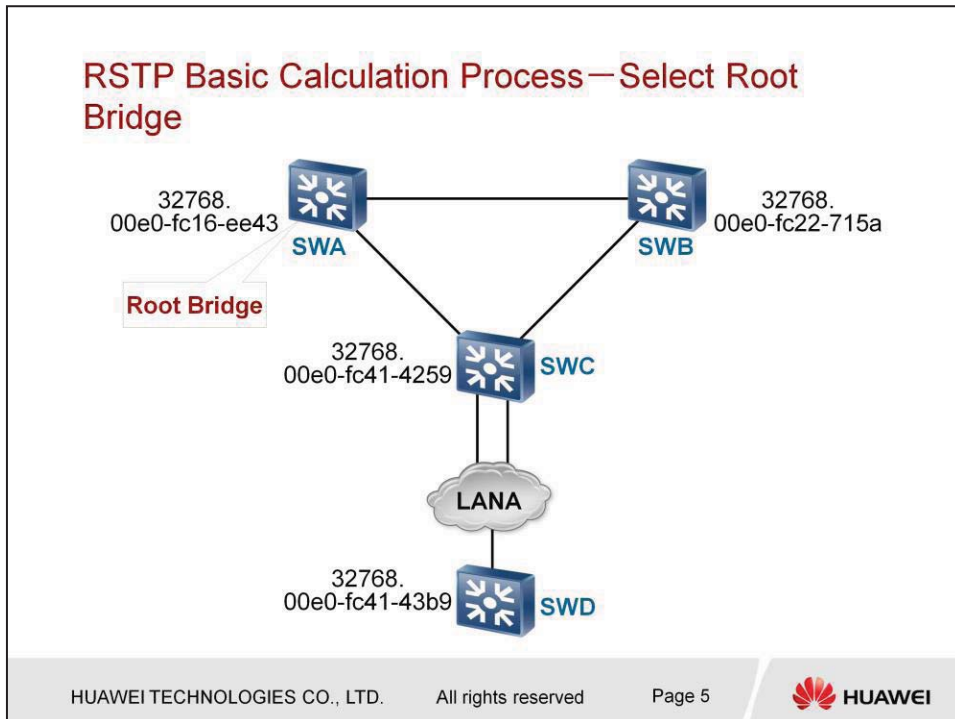 RSTP Basic Calculation Process－Select Root
Bridge
32768.
00e0-fc16-ee43
SWA
32768.
00e0-fc22-715a
SWB
Root Bridge
32768.
00e0-fc41-4259
SWC
LANA
32768.
00e0-fc41-43b9
SWD
HUAWEI TECHNOLOGIES CO., LTD.
All rights reserved
Page 5
HUAWEI